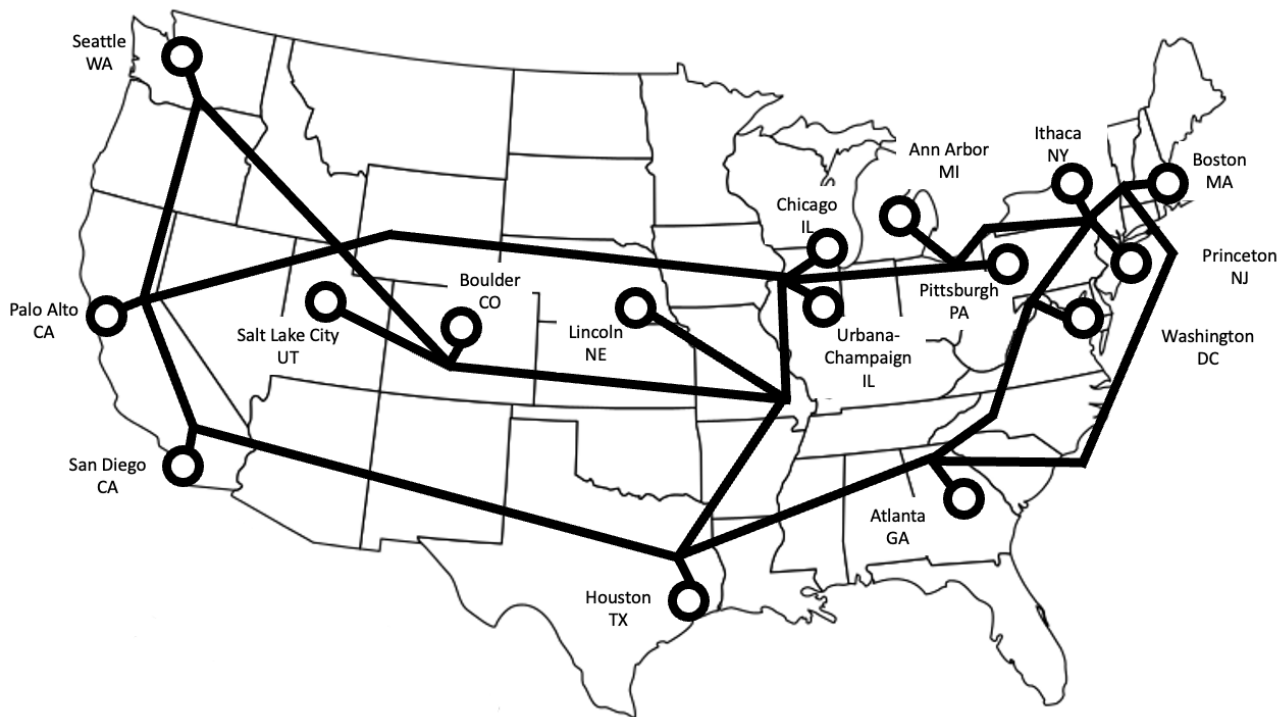 Seattle
WA
Ithaca
NY
Ann Arbor
MI
Boston
MA
Chicago
IL
Princeton
NJ
Boulder
CO
Palo Alto
CA
Salt Lake City
UT
Lincoln
NE
Pittsburgh
PA
Urbana-
Champaign
IL
Washington
DC
San Diego
CA
Atlanta
GA
Houston
TX